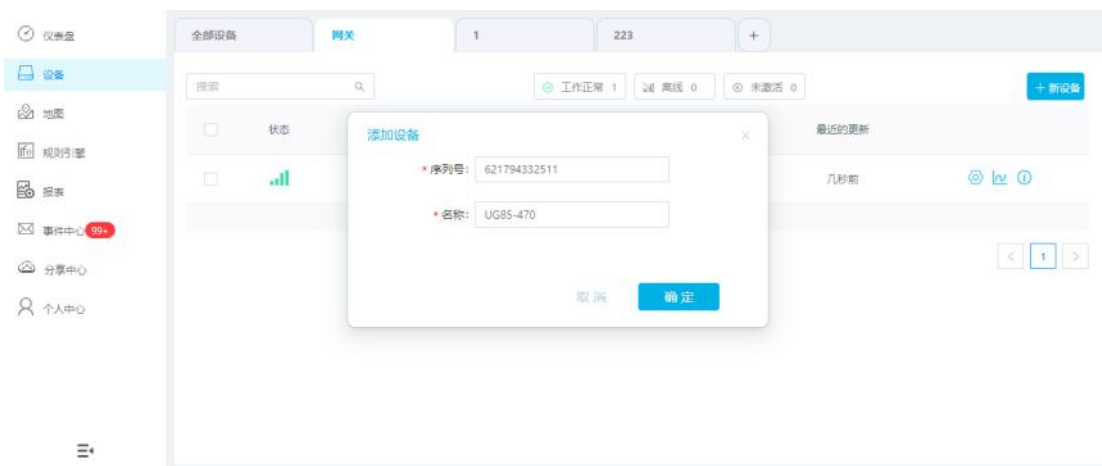 仪表盘
设备
地图
规则引擎
报表
事件中心 99+
分享中心
个人中心
全部设备 网关 1 223 +
搜索 工作正常 1 离线 0 未激活 0 + 新设备
状态 最近的更新
几秒前
添加设备 ×
* 序列号: 621794332511
* 名称: UG85-470
取消 确定
< 1 >